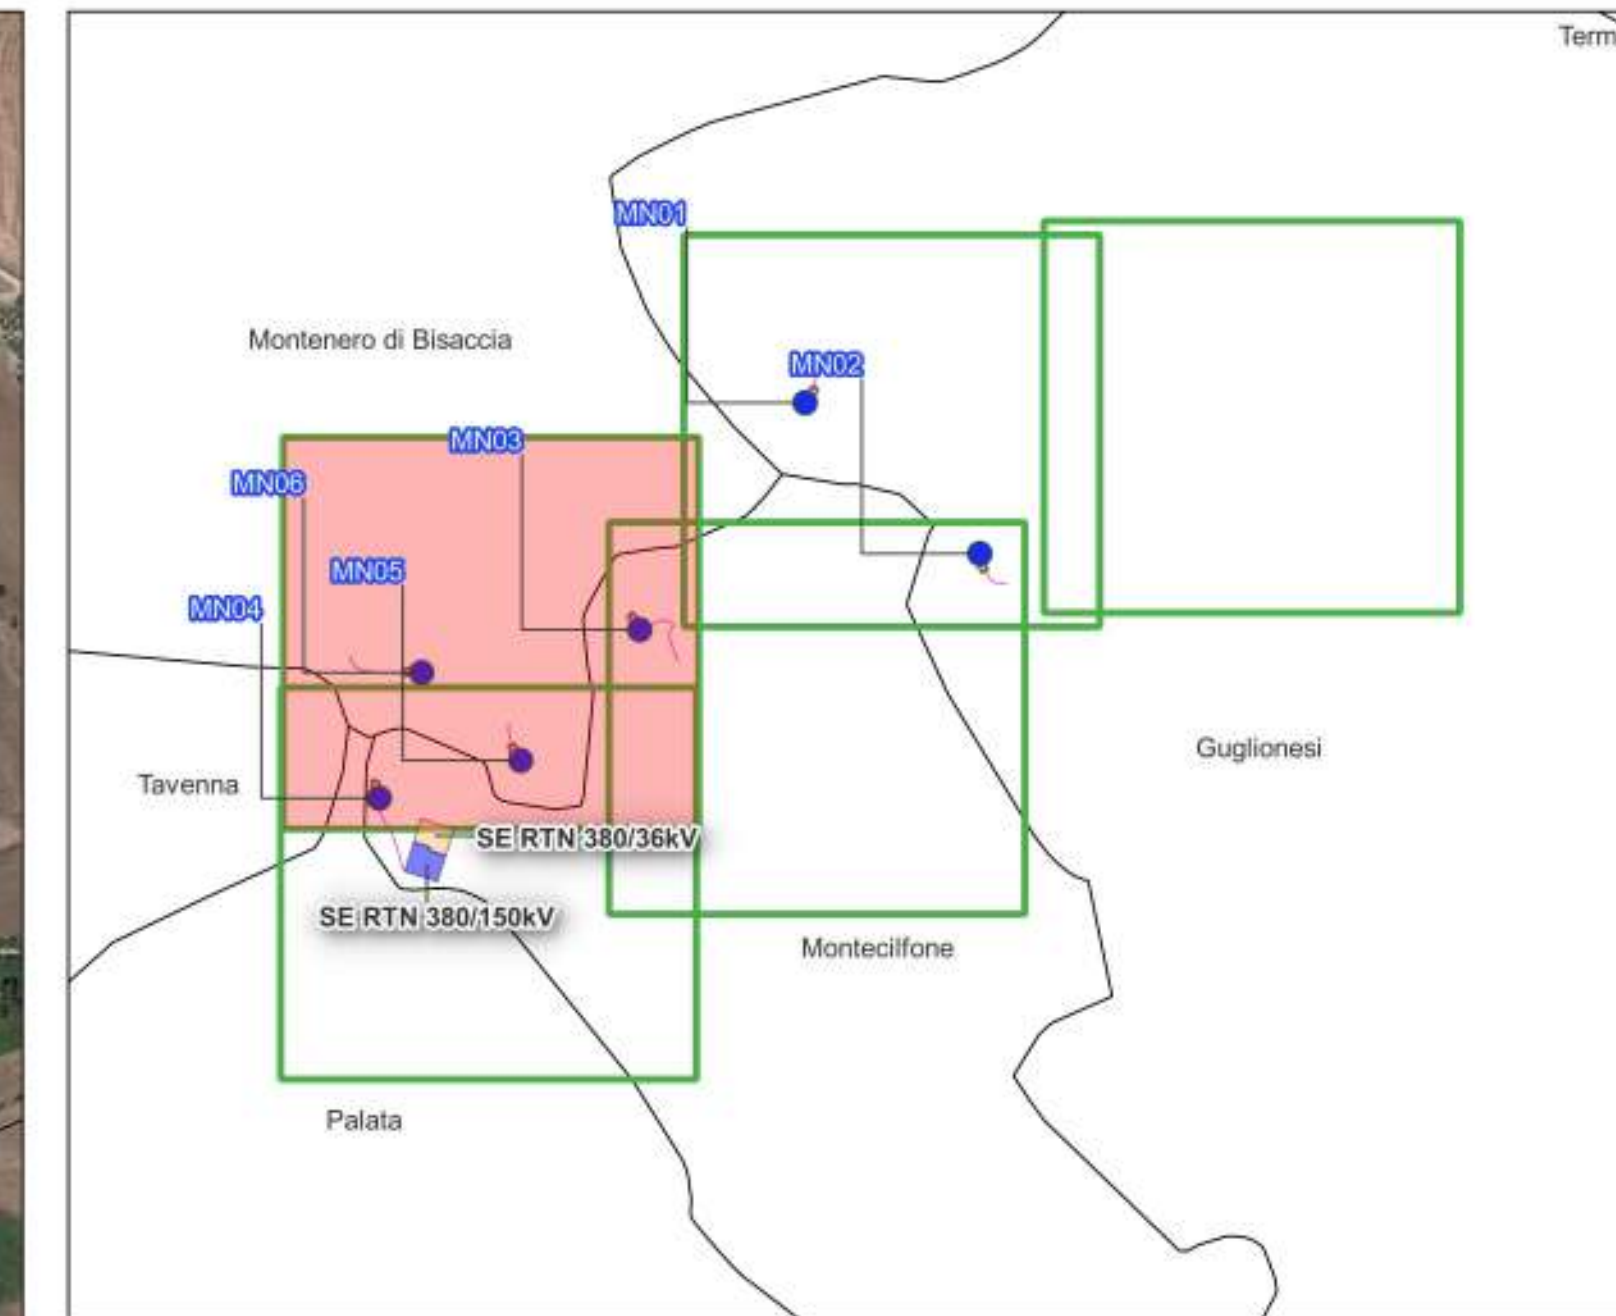 Term
MN01
Montenero di Bisaccia
MN02
MN03
MN06
MN05
MN04
Tavenna
Guglionesi
SE RTN 380/36kV
SE RTN 380/150kV
Montecilfone
Palata